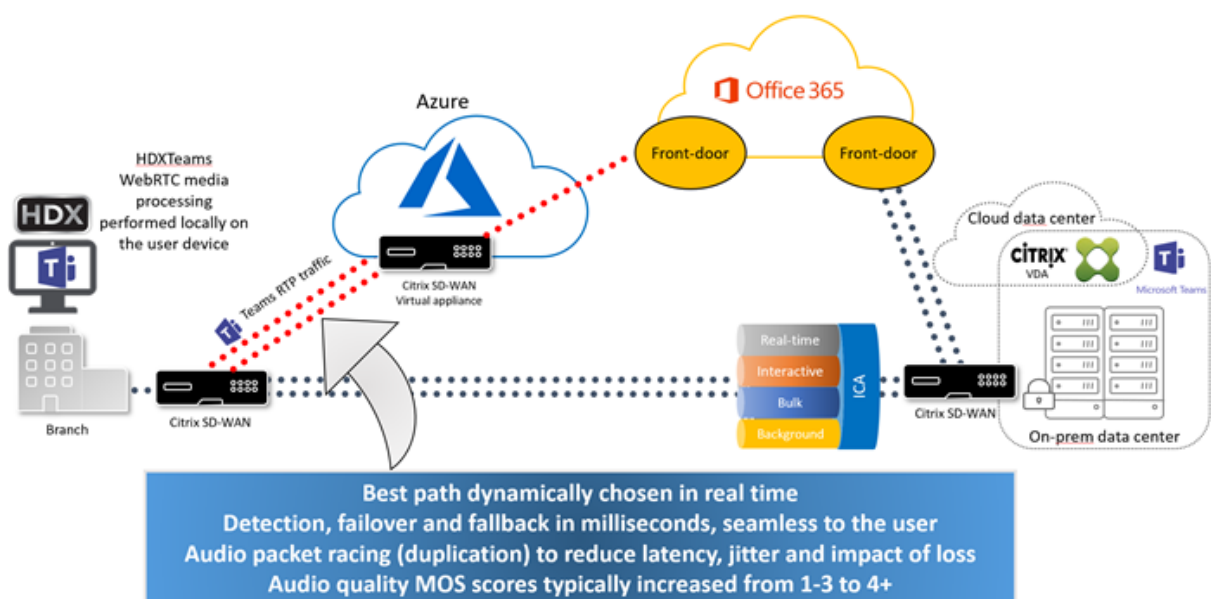 Office 365
Azure
Front-door
Front-door
HDXTeams
WebRTC media
processing
performed locally on
the user device
HDX
Cloud data center
CİTRIX
VDA
Microsoft Teams
Citrix SD-WAN
Virtual appliance
Teams RTP traffic
Real-time
Interactive
Bulk
Background
ICA
Branch
Citrix SD-WAN
Citrix SD-WAN
On-prem data center
Best path dynamically chosen in real time
Detection, failover and fallback in milliseconds, seamless to the user
Audio packet racing (duplication) to reduce latency, jitter and impact of loss
Audio quality MOS scores typically increased from 1-3 to 4+